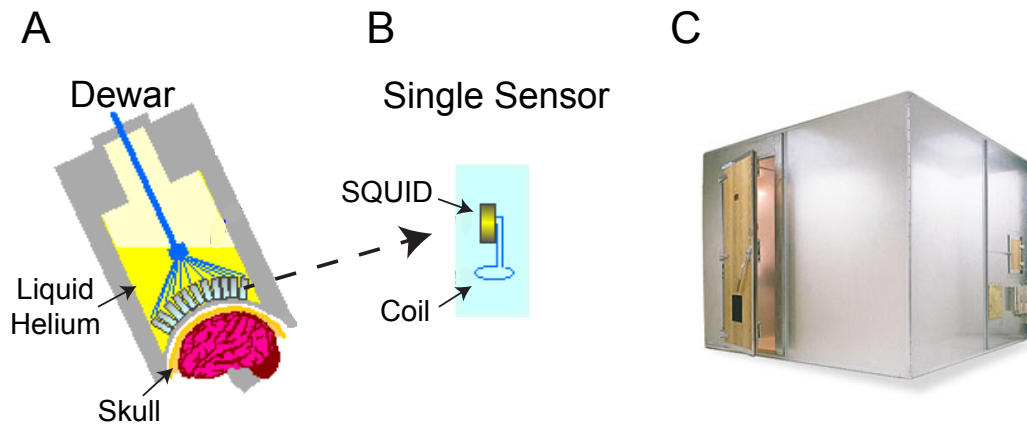 A
B
C
Dewar
Single Sensor
SQUID
Liquid
Helium
Coil
Skull